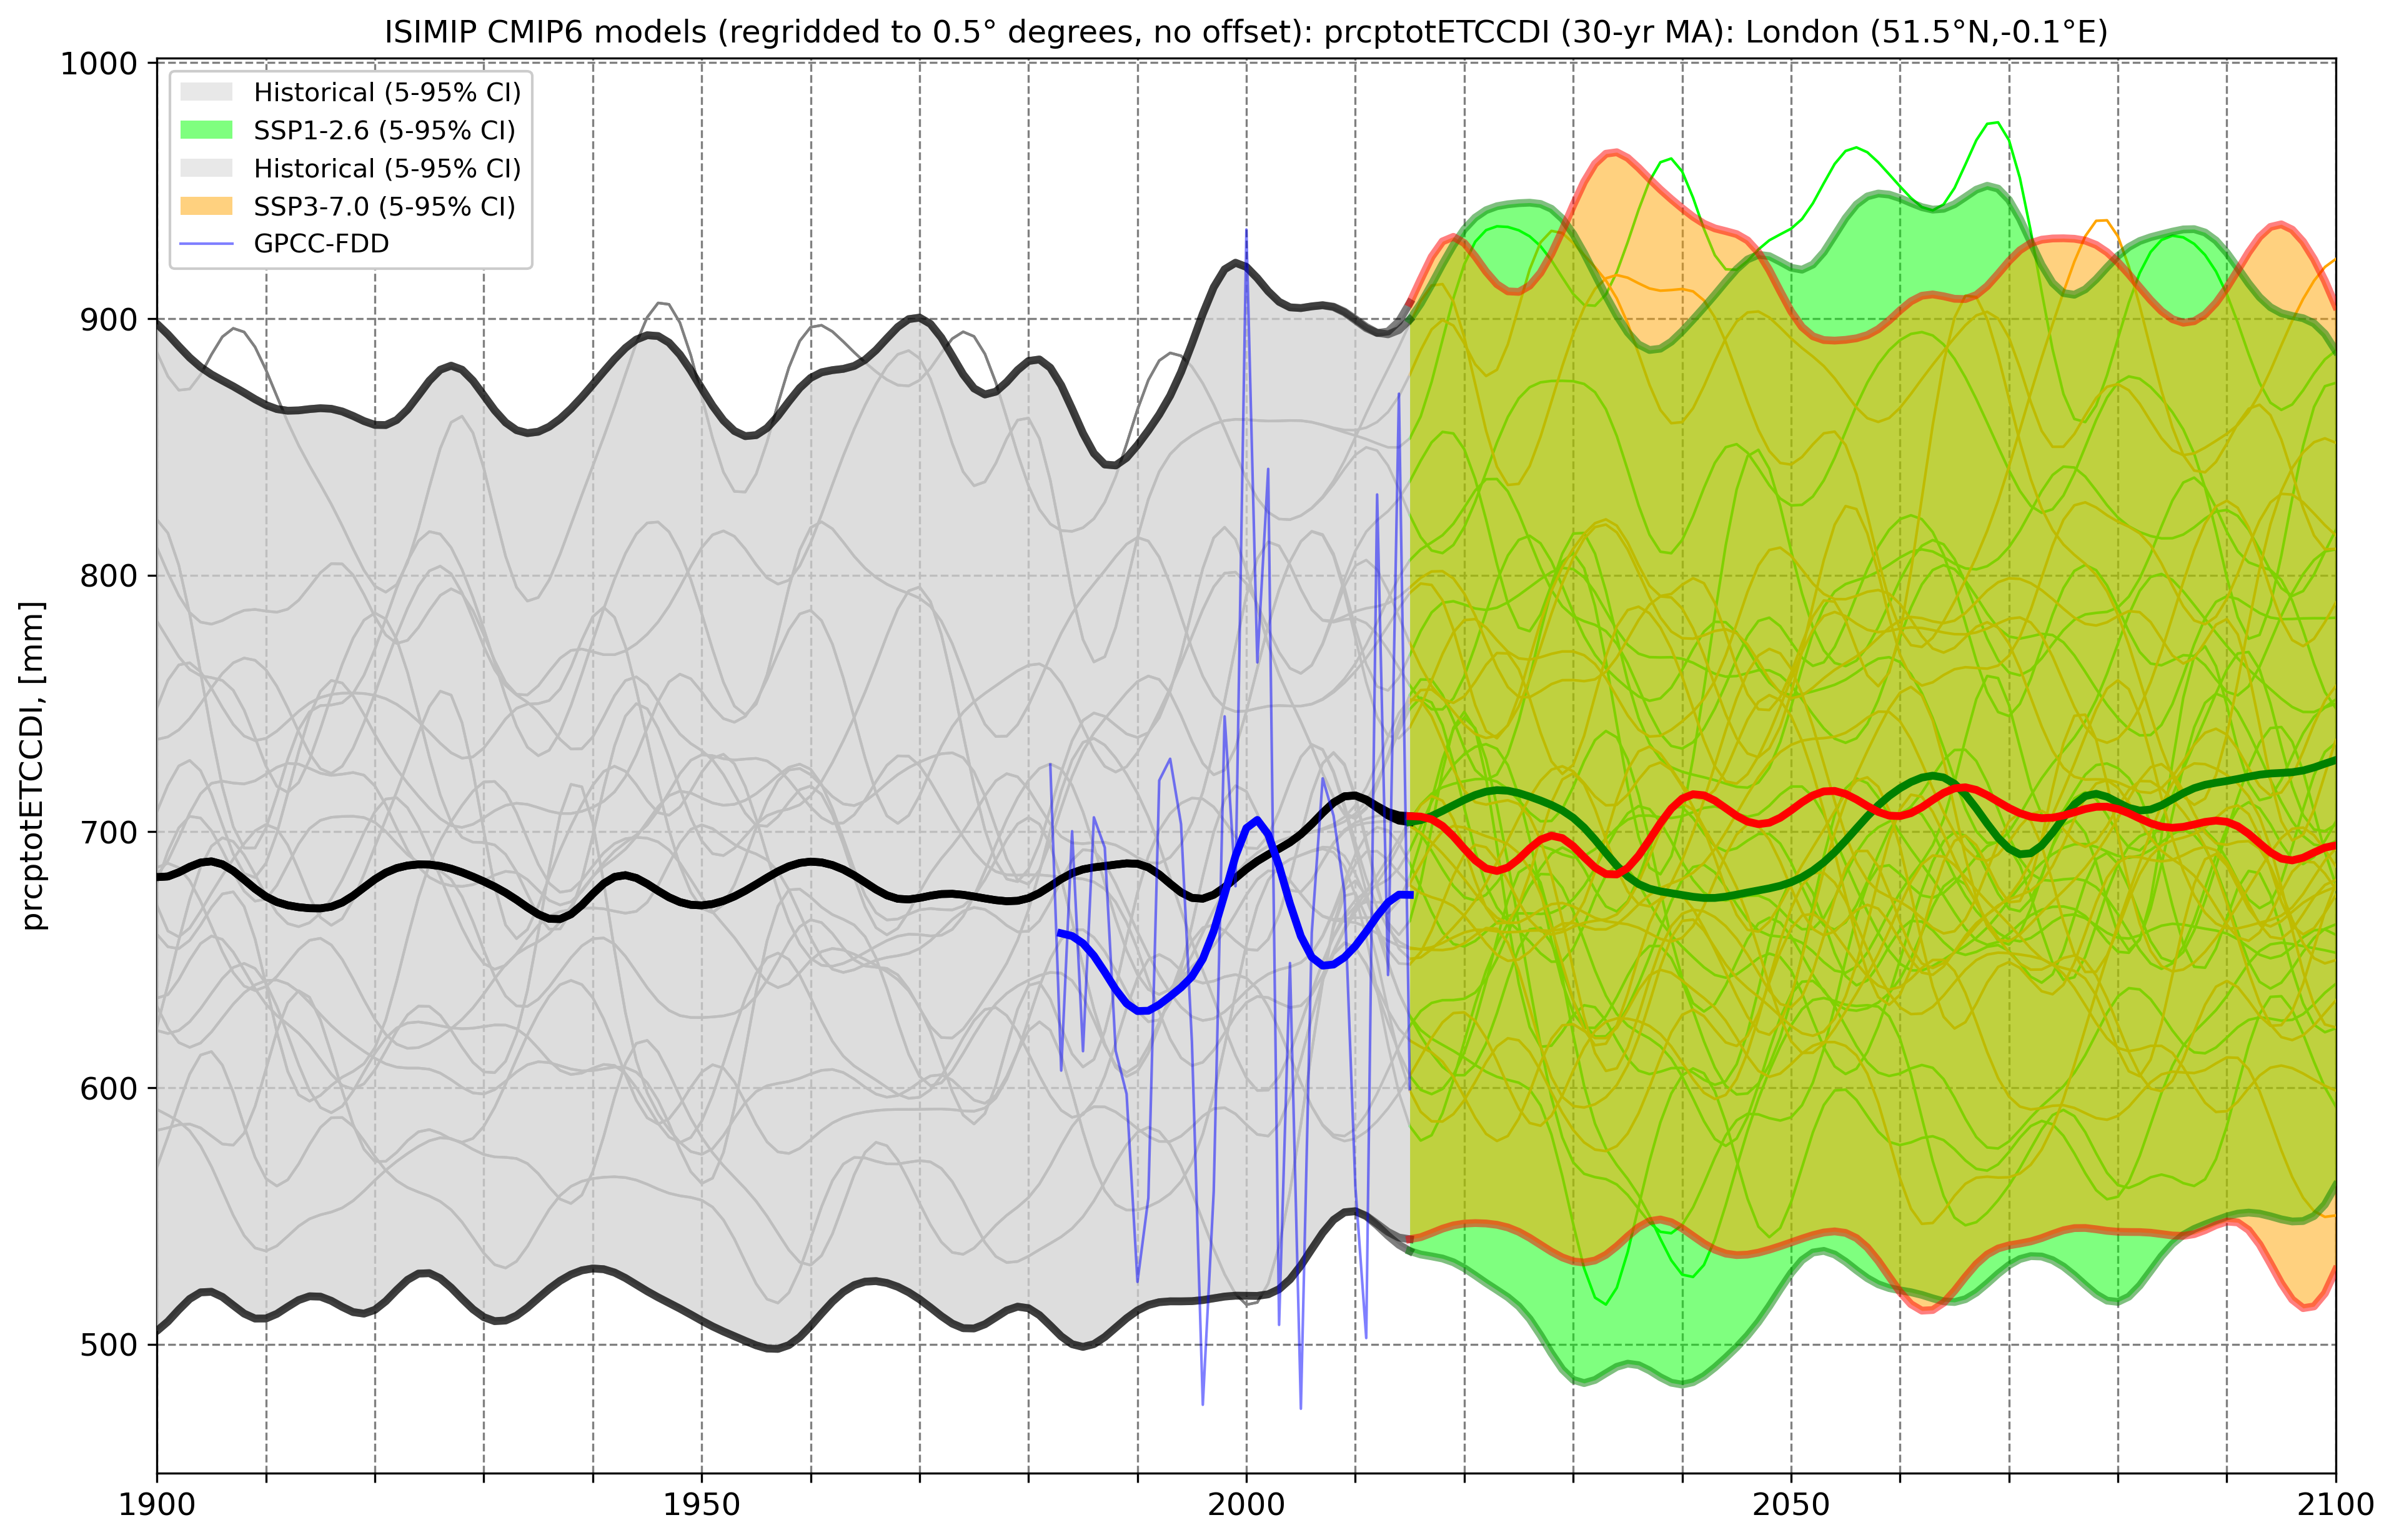 ISIMIP CMIP6 models (regridded to 0.5° degrees, no offset): prcptotETCCDI (30-yr MA): London (51.5°N,-0.1°E)
Historical (5-95% CI)
SSP1-2.6 (5-95% CI)
Historical (5-95% CI)
SSP3-7.0 (5-95% CI)
GPCC-FDD
prcptotETCCDI, [mm]
1000
900
800
700
600
500
1900 1950 2000 2050 2100